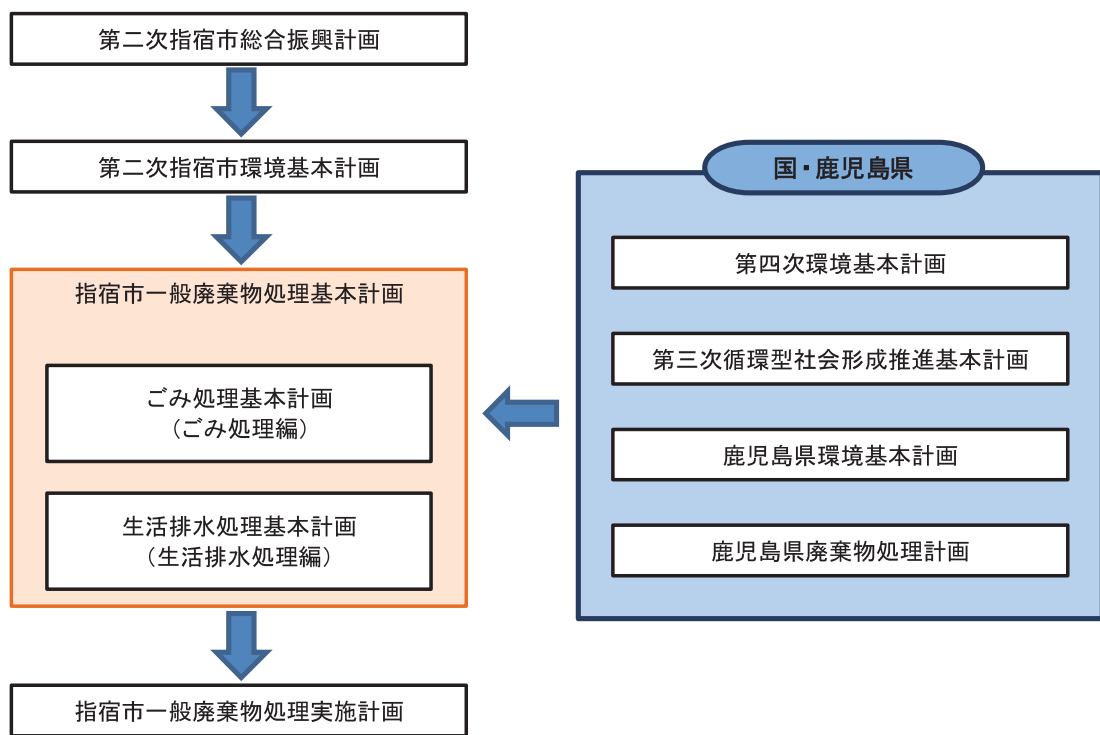 第二次指宿市総合振興計画
第二次指宿市環境基本計画
指宿市一般廃棄物処理基本計画
ごみ処理基本計画
（ごみ処理編）
生活排水処理基本計画
（生活排水処理編）
指宿市一般廃棄物処理実施計画
国・鹿児島県
第四次環境基本計画
第三次循環型社会形成推進基本計画
鹿児島県環境基本計画
鹿児島県廃棄物処理計画